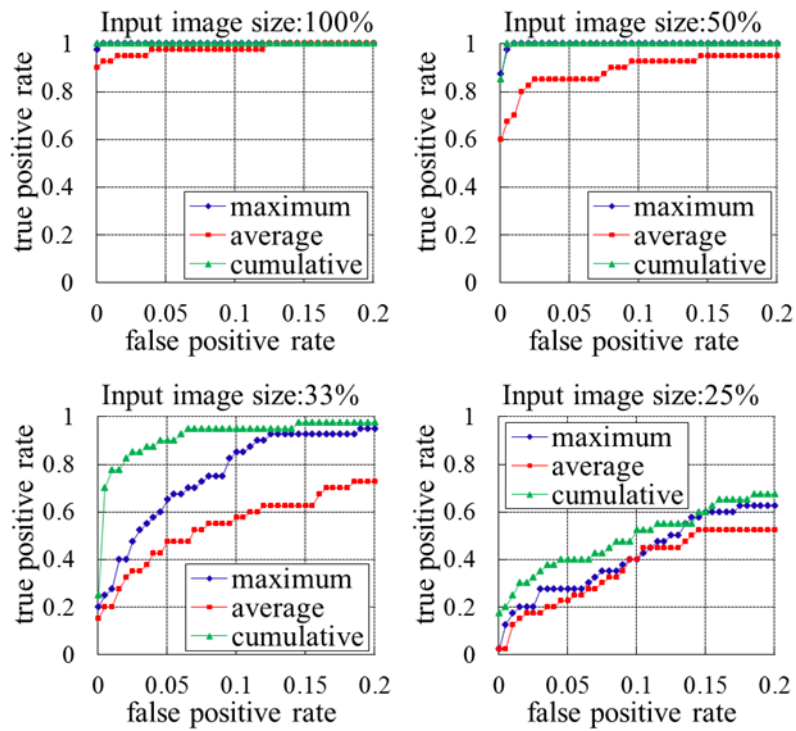 Input image size:100%
true positive rate
1
0.8
0.6
0.4
0.2
0
maximum
average
cumulative
0 0.05 0.1 0.15 0.2
false positive rate
Input image size:50%
true positive rate
1
0.8
0.6
0.4
0.2
0
maximum
average
cumulative
0 0.05 0.1 0.15 0.2
false positive rate
Input image size:33%
true positive rate
1
0.8
0.6
0.4
0.2
0
maximum
average
cumulative
0 0.05 0.1 0.15 0.2
false positive rate
Input image size:25%
true positive rate
1
0.8
0.6
0.4
0.2
0
maximum
average
cumulative
0 0.05 0.1 0.15 0.2
false positive rate